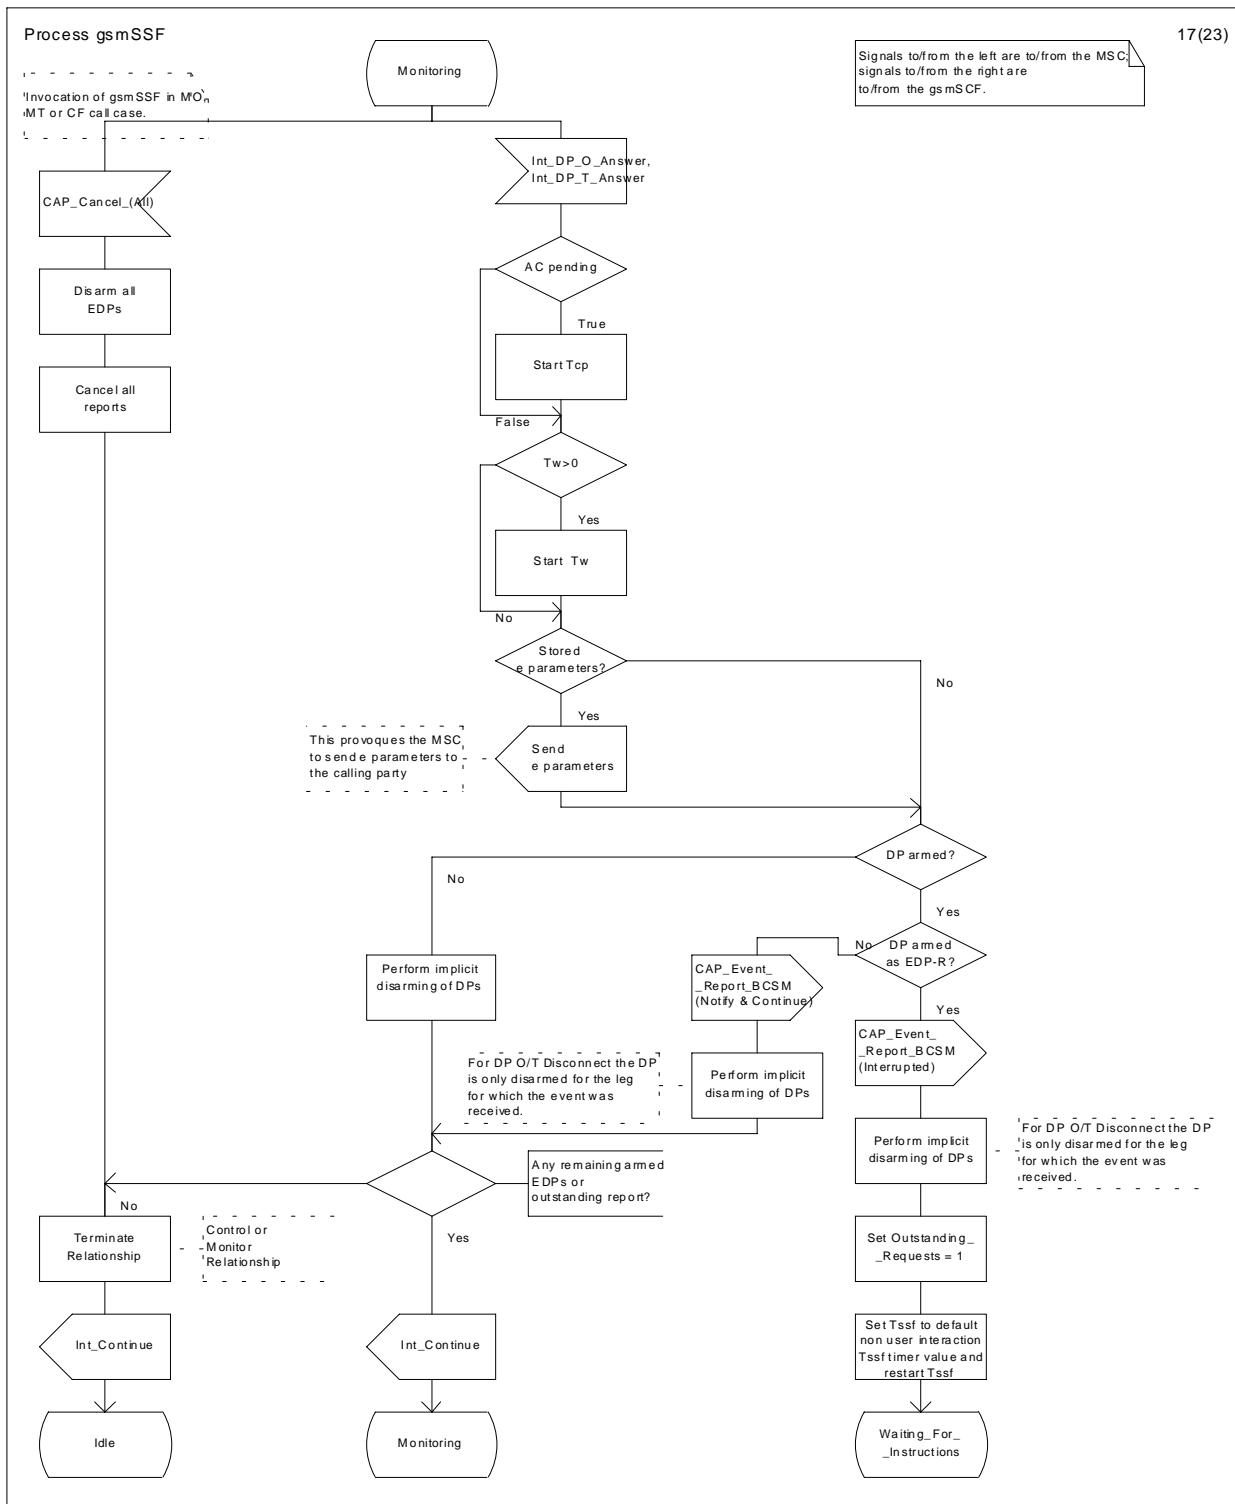 Process gsmSSF
17(23)
Monitoring
Signals to/from the left are to/from the MSC;
signals to/from the right are
to/from the gsmSCF.
Invocation of gsmSSF in MO,
MT or CF call case.
Int_DP_O_Answer,
Int_DP_T_Answer
CAP_Cancel_(All)
AC pending
Disarm all
EDPs
True
Start Tcp
Cancel all
reports
False
Tw>0
Yes
Start Tw
No
Stored
e parameters?
No
Yes
This provoques the MSC
to send e parameters to
the calling party
Send
e parameters
DP armed?
No
Yes
No
DP armed
as EDP-R?
Perform implicit
disarming of DPs
CAP_Event_
_Report_BCSM
(Notify & Continue)
Yes
CAP_Event_
_Report_BCSM
(Interrupted)
For DP O/T Disconnect the DP
is only disarmed for the leg
for which the event was
received.
Perform implicit
disarming of DPs
Perform implicit
disarming of DPs
For DP O/T Disconnect the DP
is only disarmed for the leg
for which the event was
received.
Any remaining armed
EDPs or
outstanding report?
No
Yes
Terminate
Relationship
Control or
Monitor
Relationship
Set Outstanding_
_Requests = 1
Int_Continue
Int_Continue
Set Tssf to default
non user interaction
Tssf timer value and
restart Tssf
Idle
Monitoring
Waiting_For_
_Instructions